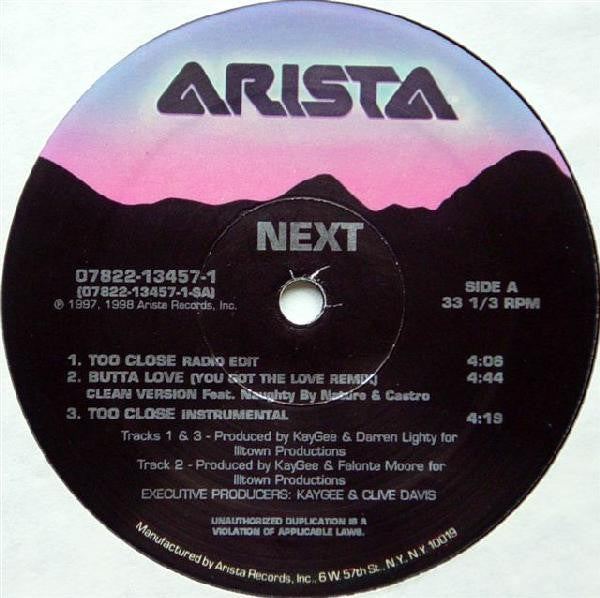 ARISTA
NEXT
07822-13457-1
(07822-13457-1-SA)
℗ 1997, 1998 Arista Records, Inc.
SIDE A
33 1/3 RPM
1. TOO CLOSE RADIO EDIT 4:06
2. BUTTA LOVE (YOU GOT THE LOVE REMIX) 4:44
CLEAN VERSION Feat. Naughty By Nature & Castro
3. TOO CLOSE INSTRUMENTAL 4:19
Tracks 1 & 3 - Produced by KayGee & Darren Lighty for
Illtown Productions
Track 2 - Produced by KayGee & Falonte Moore for
Illtown Productions
EXECUTIVE PRODUCERS: KAYGEE & CLIVE DAVIS
UNAUTHORIZED DUPLICATION IS A
VIOLATION OF APPLICABLE LAWS.
Manufactured by Arista Records, Inc., 6 W. 57th St., N.Y., N.Y. 10019